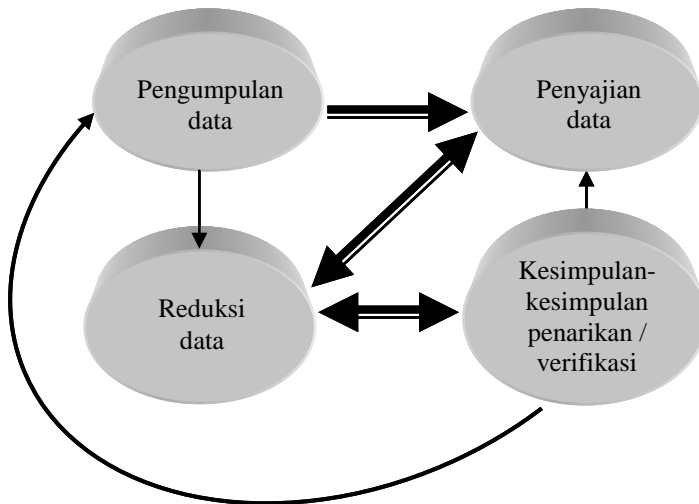 Pengumpulan
data
Penyajian
data
Reduksi
data
Kesimpulan-
kesimpulan
penarikan /
verifikasi